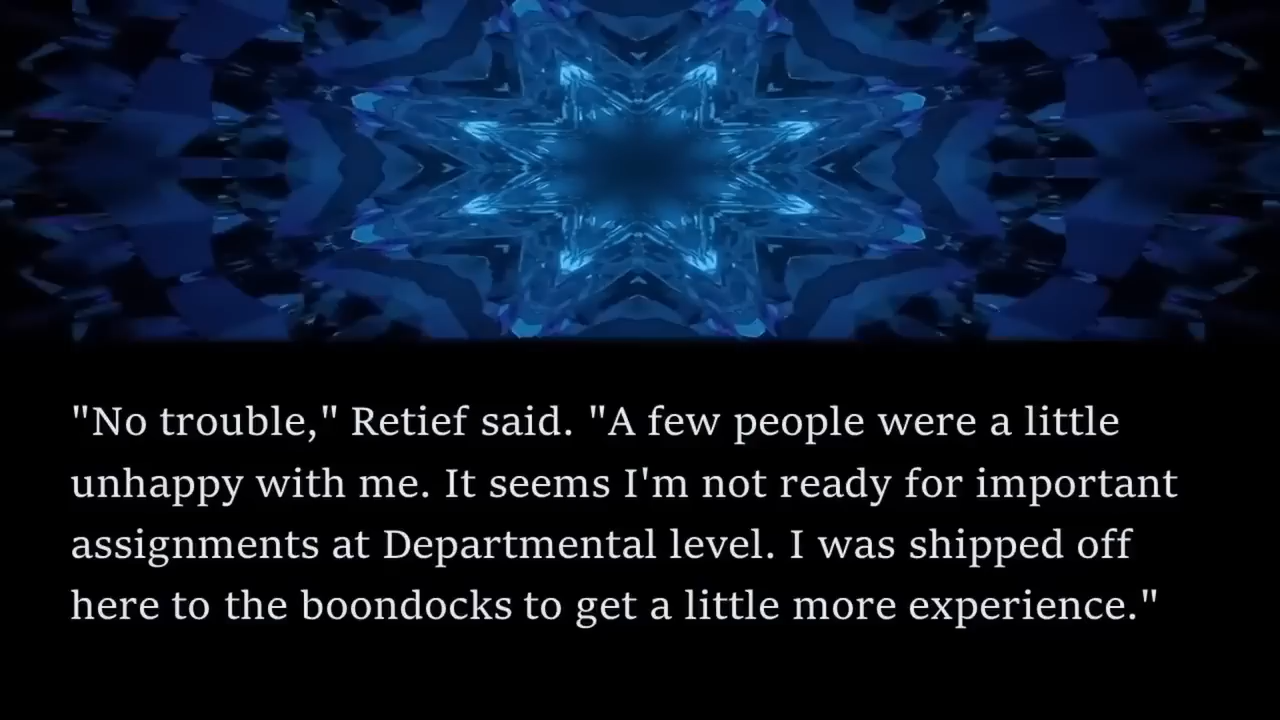 "No trouble," Retief said. "A few people were a little
unhappy with me. It seems I'm not ready for important
assignments at Departmental level. I was shipped off
here to the boondocks to get a little more experience."